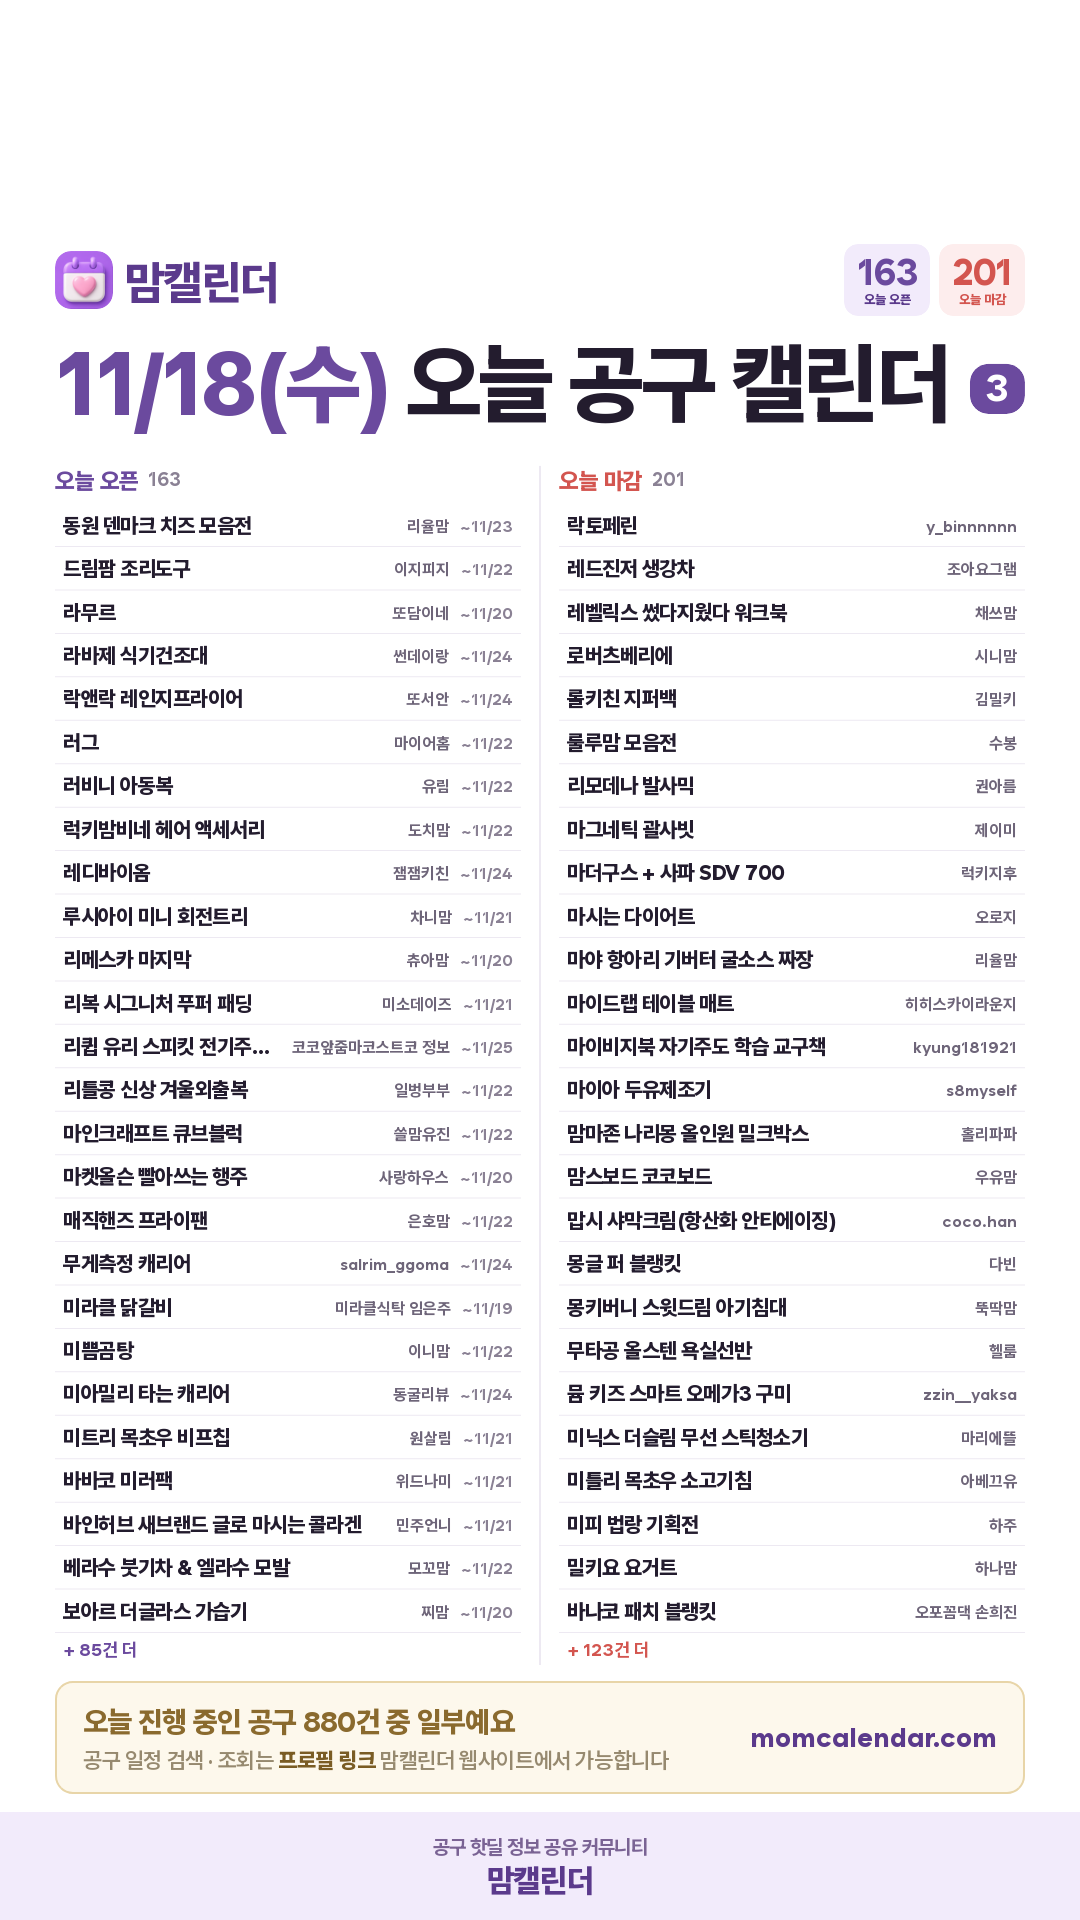 맘캘린더
163
오늘 오픈
201
오늘 마감
11/18(수) 오늘 공구 캘린더 3
오늘 오픈 163
동원 덴마크 치즈 모음전 리율맘 ~11/23
드림팜 조리도구 이지피지 ~11/22
라무르 또담이네 ~11/20
라바제 식기건조대 썬데이랑 ~11/24
락앤락 레인지프라이어 또서안 ~11/24
러그 마이어홈 ~11/22
러비니 아동복 유림 ~11/22
럭키밤비네 헤어 액세서리 도치맘 ~11/22
레디바이옴 잼잼키친 ~11/24
루시아이 미니 회전트리 차니맘 ~11/21
리메스카 마지막 츄아맘 ~11/20
리복 시그니처 푸퍼 패딩 미소데이즈 ~11/21
리큅 유리 스피킷 전기주... 코코앞줌마코스트코 정보 ~11/25
리틀콩 신상 겨울외출복 일벙부부 ~11/22
마인크래프트 큐브블럭 쓸맘유진 ~11/22
마켓올슨 빨아쓰는 행주 사랑하우스 ~11/20
매직핸즈 프라이팬 은호맘 ~11/22
무게측정 캐리어 salrim_ggoma ~11/24
미라클 닭갈비 미라클식탁 임은주 ~11/19
미쁨곰탕 이니맘 ~11/22
미아밀리 타는 캐리어 동굴리뷰 ~11/24
미트리 목초우 비프칩 원살림 ~11/21
바바코 미러팩 위드나미 ~11/21
바인허브 새브랜드 글로 마시는 콜라겐 민주언니 ~11/21
베라수 붓기차 & 엘라수 모발 모꼬맘 ~11/22
보아르 더글라스 가습기 찌맘 ~11/20
+ 85건 더
오늘 마감 201
락토페린 y_binnnnnn
레드진저 생강차 조아요그램
레벨릭스 썼다지웠다 워크북 채쓰맘
로버츠베리에 시니맘
롤키친 지퍼백 김밀키
룰루맘 모음전 수봉
리모데나 발사믹 권아름
마그네틱 괄사빗 제이미
마더구스 + 사파 SDV 700 럭키지후
마시는 다이어트 오로지
마야 항아리 기버터 굴소스 짜장 리율맘
마이드랩 테이블 매트 히히스카이라운지
마이비지북 자기주도 학습 교구책 kyung181921
마이아 두유제조기 s8myself
맘마존 나리몽 올인원 밀크박스 홀리파파
맘스보드 코코보드 우유맘
맙시 샤막크림(항산화 안티에이징) coco.han
몽글 퍼 블랭킷 다빈
몽키버니 스윗드림 아기침대 뚝딱맘
무타공 올스텐 욕실선반 헬룸
뮴 키즈 스마트 오메가3 구미 zzin__yaksa
미닉스 더슬림 무선 스틱청소기 마리에뜰
미틀리 목초우 소고기침 아베끄유
미피 법랑 기획전 하주
밀키요 요거트 하나맘
바나코 패치 블랭킷 오포꼼댁 손희진
+ 123건 더
오늘 진행 중인 공구 880건 중 일부예요
공구 일정 검색 · 조회는 프로필 링크 맘캘린더 웹사이트에서 가능합니다
momcalendar.com
공구 핫딜 정보 공유 커뮤니티
맘캘린더